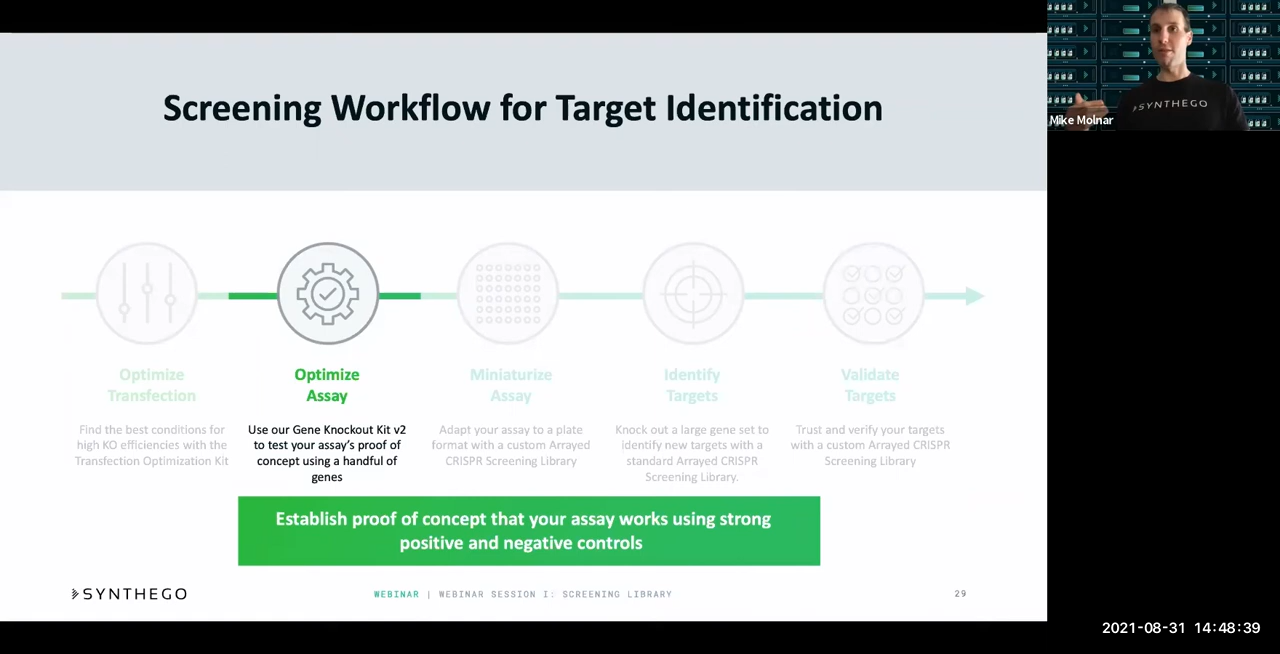 Screening Workflow for Target Identification
SYNTHEGO
Mike Molnar
Optimize
Transfection
Find the best conditions for
high KO efficiencies with the
Transfection Optimization Kit
Optimize
Assay
Use our Gene Knockout Kit v2
to test your assay's proof of
concept using a handful of
genes
Miniaturize
Assay
Adapt your assay to a plate
format with a custom Arrayed
CRISPR Screening Library
Identify
Targets
Knock out a large gene set to
identify new targets with a
standard Arrayed CRISPR
Screening Library.
Validate
Targets
Trust and verify your targets
with a custom Arrayed CRISPR
Screening Library
Establish proof of concept that your assay works using strong
positive and negative controls
SYNTHEGO
WEBINAR | WEBINAR SESSION I: SCREENING LIBRARY
29
2021-08-31 14:48:39